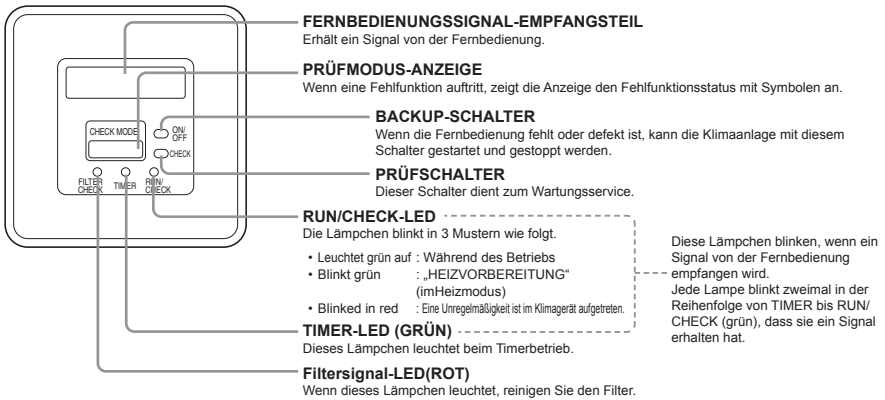 CHECK MODE
ON/
OFF
CHECK
FILTER
CHECK
TIMER
RUN/
CHECK
FERNBEDIENUNGSSIGNAL-EMPFANGSTEIL
Erhält ein Signal von der Fernbedienung.
PRÜFMODUS-ANZEIGE
Wenn eine Fehlfunktion auftritt, zeigt die Anzeige den Fehlfunktionsstatus mit Symbolen an.
BACKUP-SCHALTER
Wenn die Fernbedienung fehlt oder defekt ist, kann die Klimaanlage mit diesem
Schalter gestartet und gestoppt werden.
PRÜFSCHALTER
Dieser Schalter dient zum Wartungsservice.
RUN/CHECK-LED
Die Lämpchen blinkt in 3 Mustern wie folgt.
• Leuchtet grün auf : Während des Betriebs
• Blinkt grün : „HEIZVORBEREITUNG“
(imHeizmodus)
• Blinked in red : Eine Unregelmäßigkeit ist im Klimagerät aufgetreten.
TIMER-LED (GRÜN)
Dieses Lämpchen leuchtet beim Timerbetrieb.
Filtersignal-LED(ROT)
Wenn dieses Lämpchen leuchtet, reinigen Sie den Filter.
Diese Lämpchen blinken, wenn ein
Signal von der Fernbedienung
empfangen wird.
Jede Lampe blinkt zweimal in der
Reihenfolge von TIMER bis RUN/
CHECK (grün), dass sie ein Signal
erhalten hat.